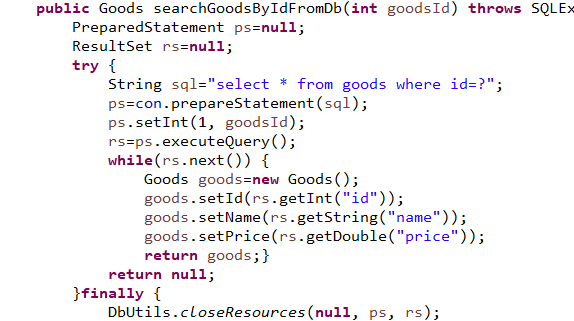 public Goods searchGoodsByIdFromDb(int goodsId) throws SQLEx
PreparedStatement ps=null;
ResultSet rs=null;
try {
String sql="select * from goods where id=?";
ps=con.prepareStatement(sql);
ps.setInt(1, goodsId);
rs=ps.executeQuery();
while(rs.next()) {
Goods goods=new Goods();
goods.setId(rs.getInt("id"));
goods.setName(rs.getString("name"));
goods.setPrice(rs.getDouble("price"));
return goods;}
return null;
}finally {
DbUtils.closeResources(null, ps, rs);